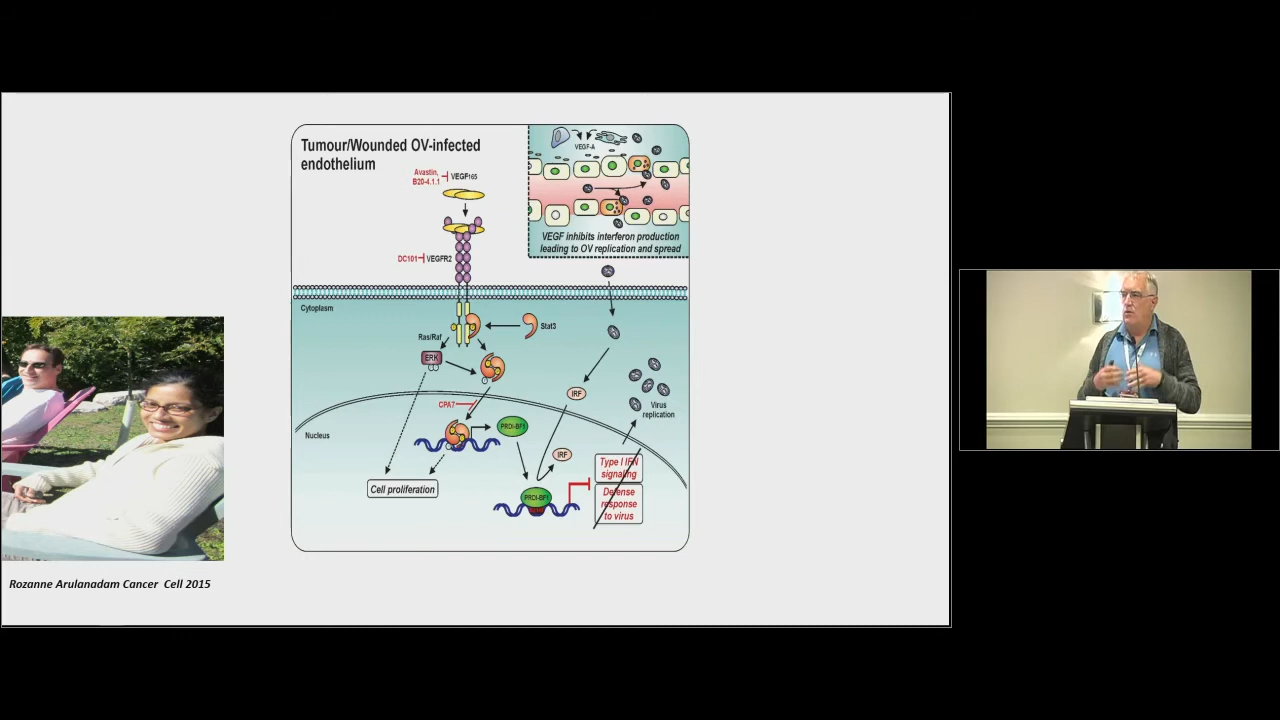 Tumour/Wounded OV-infected
endothelium
Avastin,
B20-4.1.1
VEGF165
VEGF-A
VEGF inhibits interferon production
leading to OV replication and spread
DC101
VEGFR2
Cytoplasm
Stat3
Ras/Raf
ERK
IRF
CPA7
Virus
replication
Nucleus
PRDI-BF1
IRF
Type I IFN
signaling
Cell proliferation
PRDI-BF1
Defense
response
to virus
Rozanne Arulanadam Cancer Cell 2015